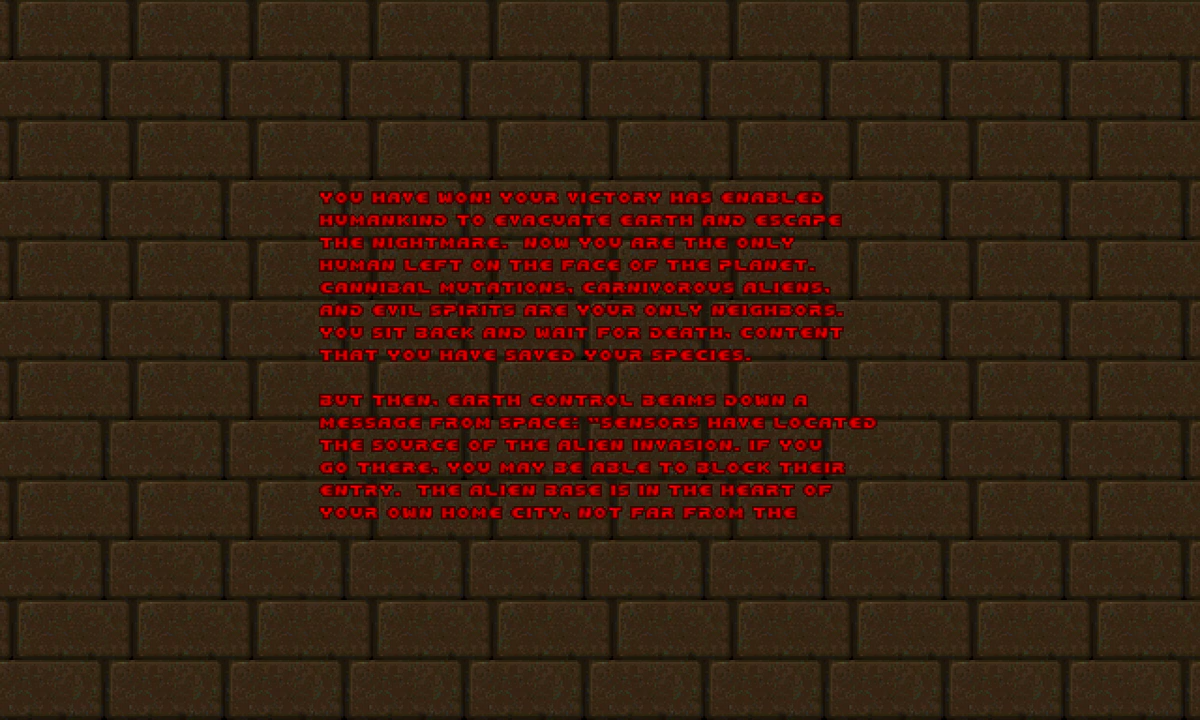 YOU HAVE WON! YOUR VICTORY HAS ENABLED
HUMANKIND TO EVACUATE EARTH AND ESCAPE
THE NIGHTMARE.  NOW YOU ARE THE ONLY
HUMAN LEFT ON THE FACE OF THE PLANET.
CANNIBAL MUTATIONS, CARNIVOROUS ALIENS,
AND EVIL SPIRITS ARE YOUR ONLY NEIGHBORS.
YOU SIT BACK AND WAIT FOR DEATH, CONTENT
THAT YOU HAVE SAVED YOUR SPECIES.

BUT THEN, EARTH CONTROL BEAMS DOWN A
MESSAGE FROM SPACE: "SENSORS HAVE LOCATED
THE SOURCE OF THE ALIEN INVASION. IF YOU
GO THERE, YOU MAY BE ABLE TO BLOCK THEIR
ENTRY.  THE ALIEN BASE IS IN THE HEART OF
YOUR OWN HOME CITY, NOT FAR FROM THE